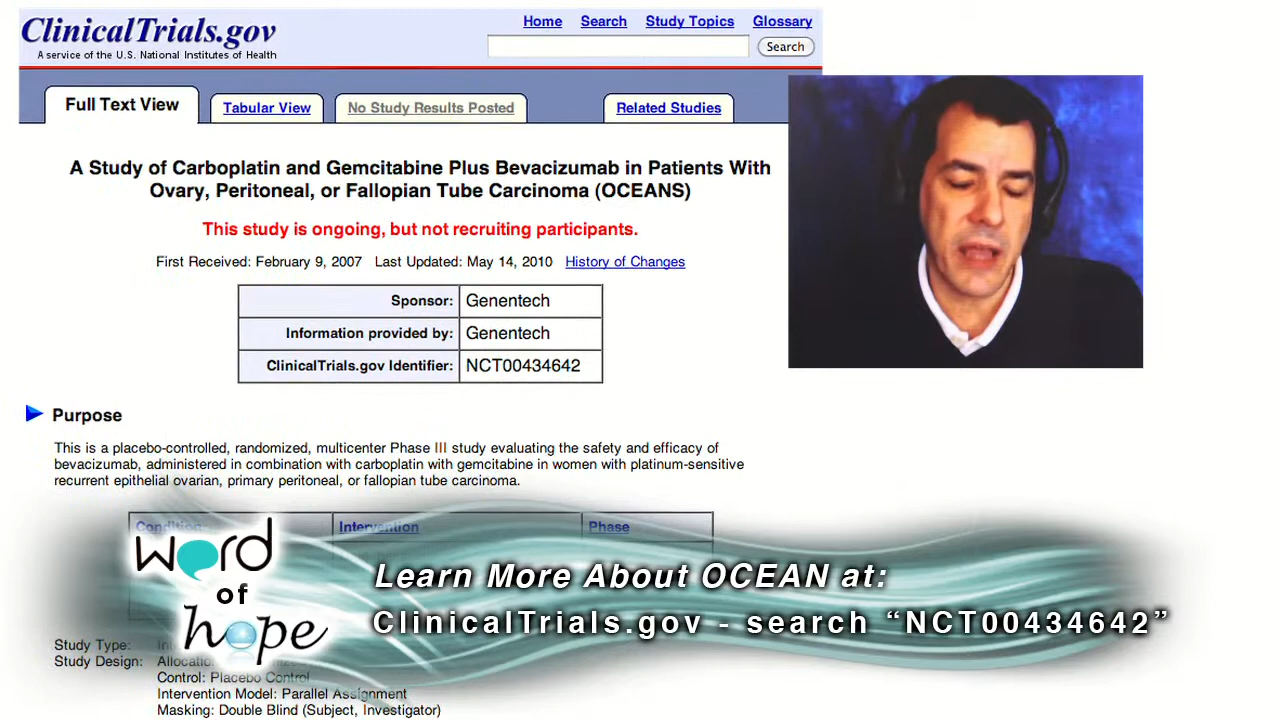 ClinicalTrials.gov
A service of the U.S. National Institutes of Health
Home Search Study Topics Glossary
Search
Full Text View Tabular View No Study Results Posted Related Studies
A Study of Carboplatin and Gemcitabine Plus Bevacizumab in Patients With
Ovary, Peritoneal, or Fallopian Tube Carcinoma (OCEANS)
This study is ongoing, but not recruiting participants.
First Received: February 9, 2007 Last Updated: May 14, 2010 History of Changes
Sponsor: Genentech
Information provided by: Genentech
ClinicalTrials.gov Identifier: NCT00434642
Purpose
This is a placebo-controlled, randomized, multicenter Phase III study evaluating the safety and efficacy of
bevacizumab, administered in combination with carboplatin with gemcitabine in women with platinum-sensitive
recurrent epithelial ovarian, primary peritoneal, or fallopian tube carcinoma.
Condition Intervention Phase
word
of
hope
Learn More About OCEAN at:
ClinicalTrials.gov - search “NCT00434642”
Study Type:
Study Design:
Control: Placebo Control
Intervention Model: Parallel Assignment
Masking: Double Blind (Subject, Investigator)